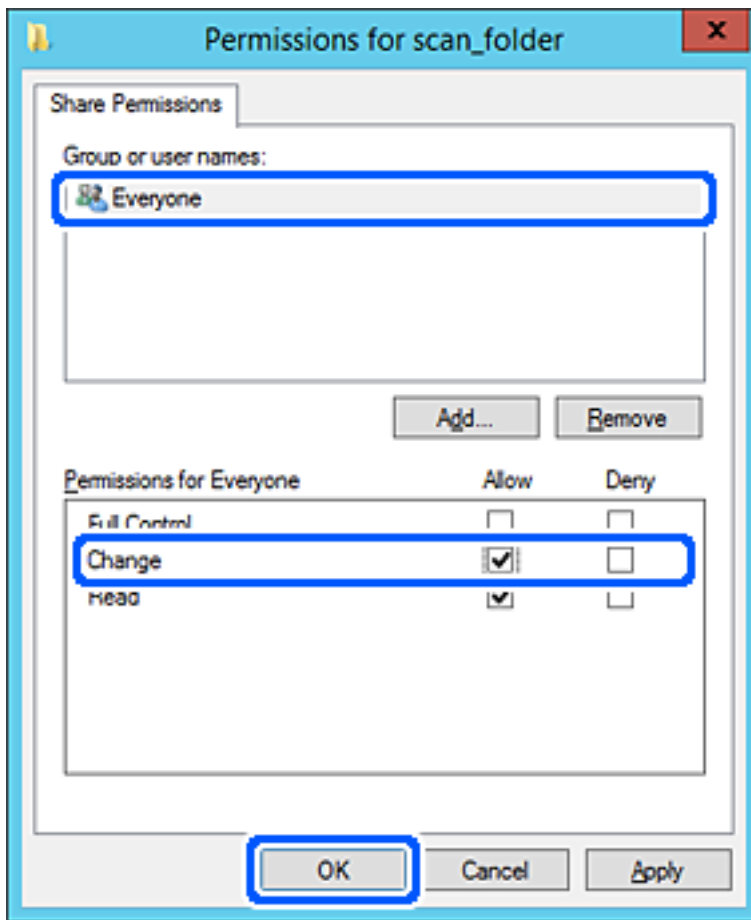 Permissions for scan_folder
x
Share Permissions
Group or user names:
Everyone
Add...
Remove
Permissions for Everyone Allow Deny
Full Control
Change
Read
OK
Cancel
Apply